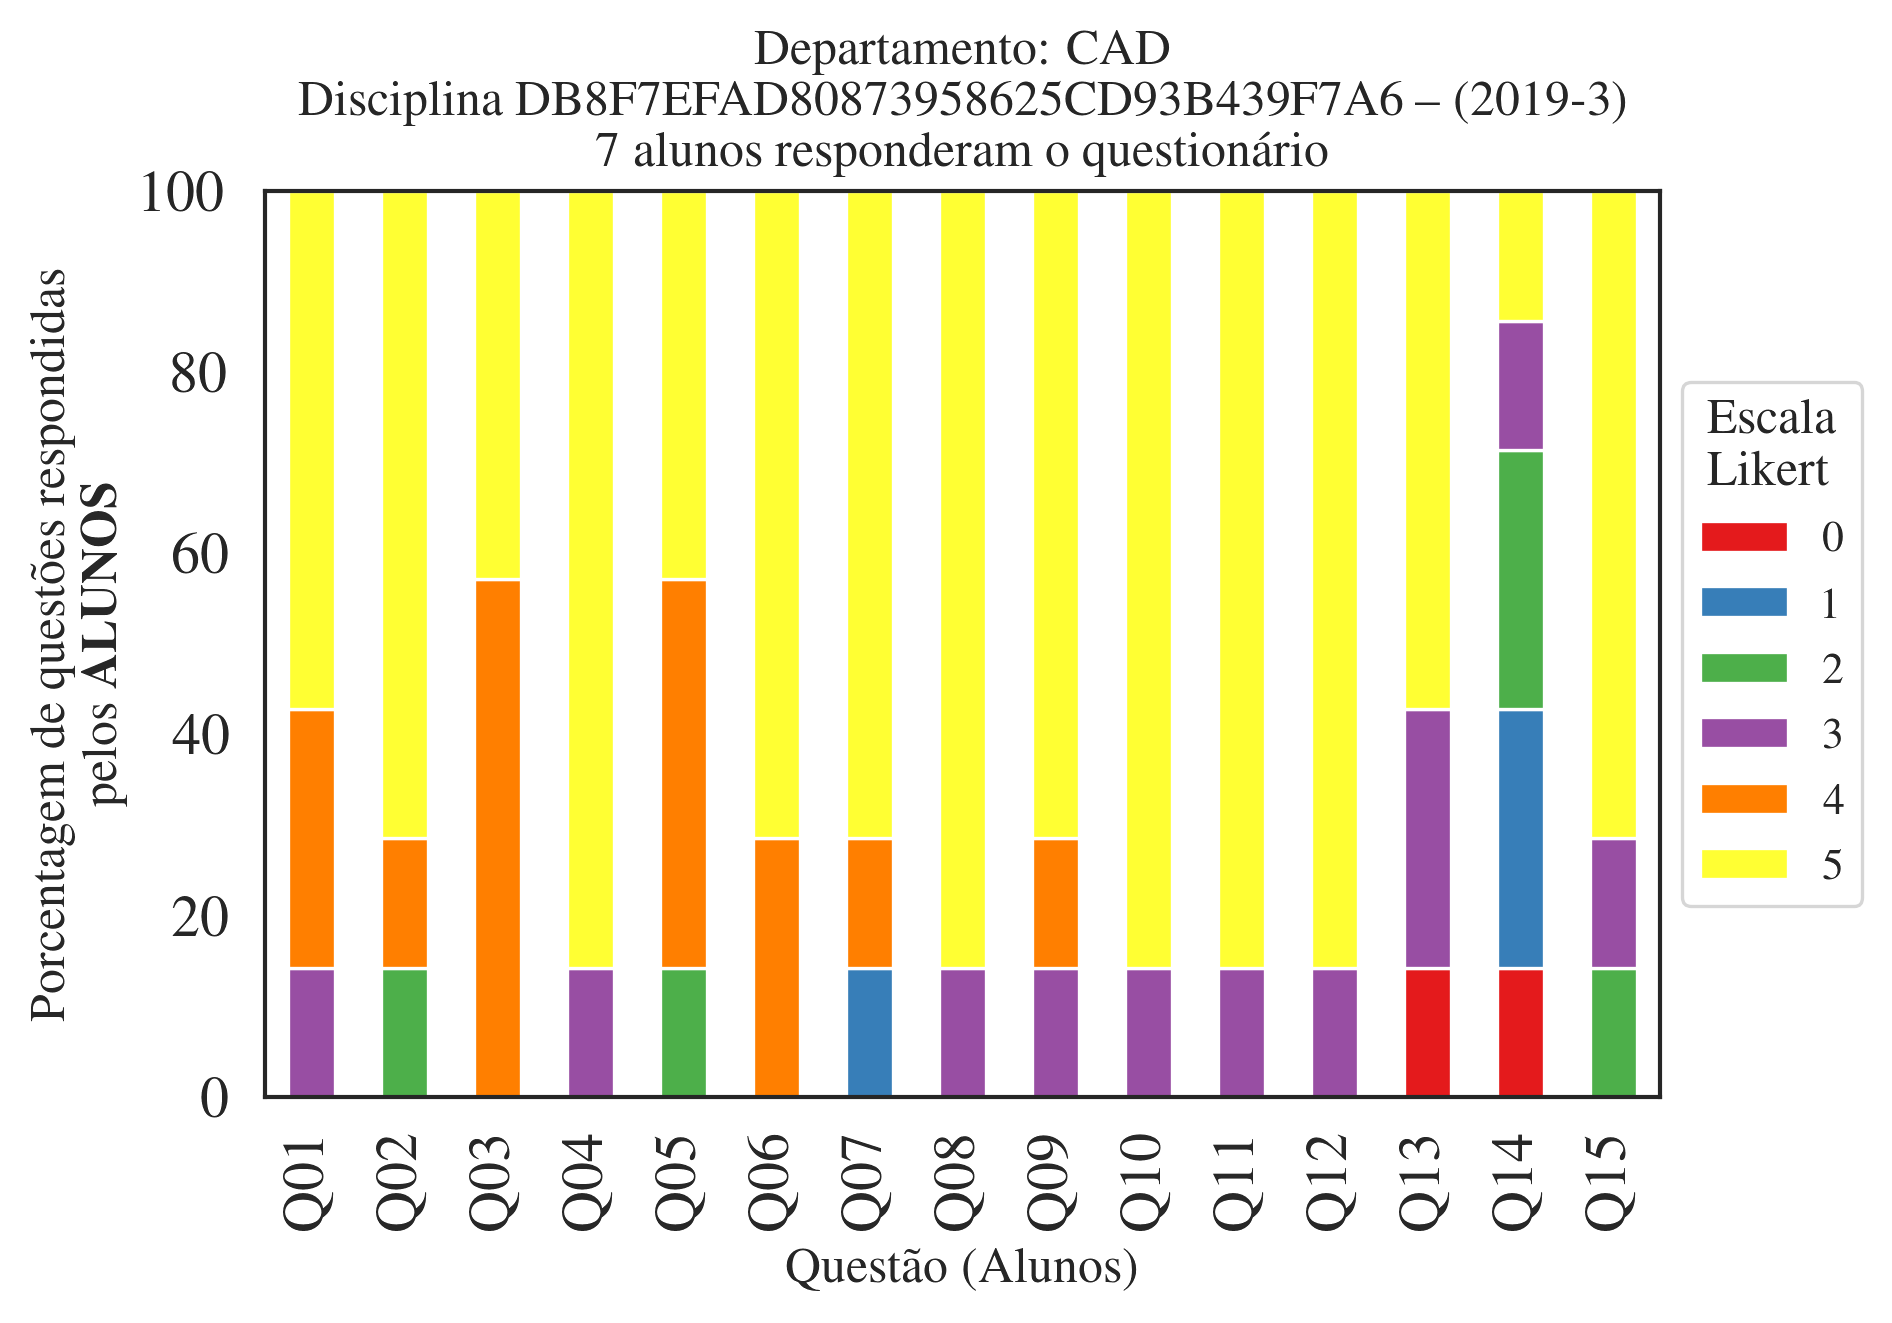 Departamento: CAD
Disciplina DB8F7EFAD80873958625CD93B439F7A6 – (2019-3)
7 alunos responderam o questionário
Porcentagem de questões respondidas
pelos ALUNOS
100
80
60
40
20
0
Q01
Q02
Q03
Q04
Q05
Q06
Q07
Q08
Q09
Q10
Q11
Q12
Q13
Q14
Q15
Questão (Alunos)
Escala
Likert
0
1
2
3
4
5